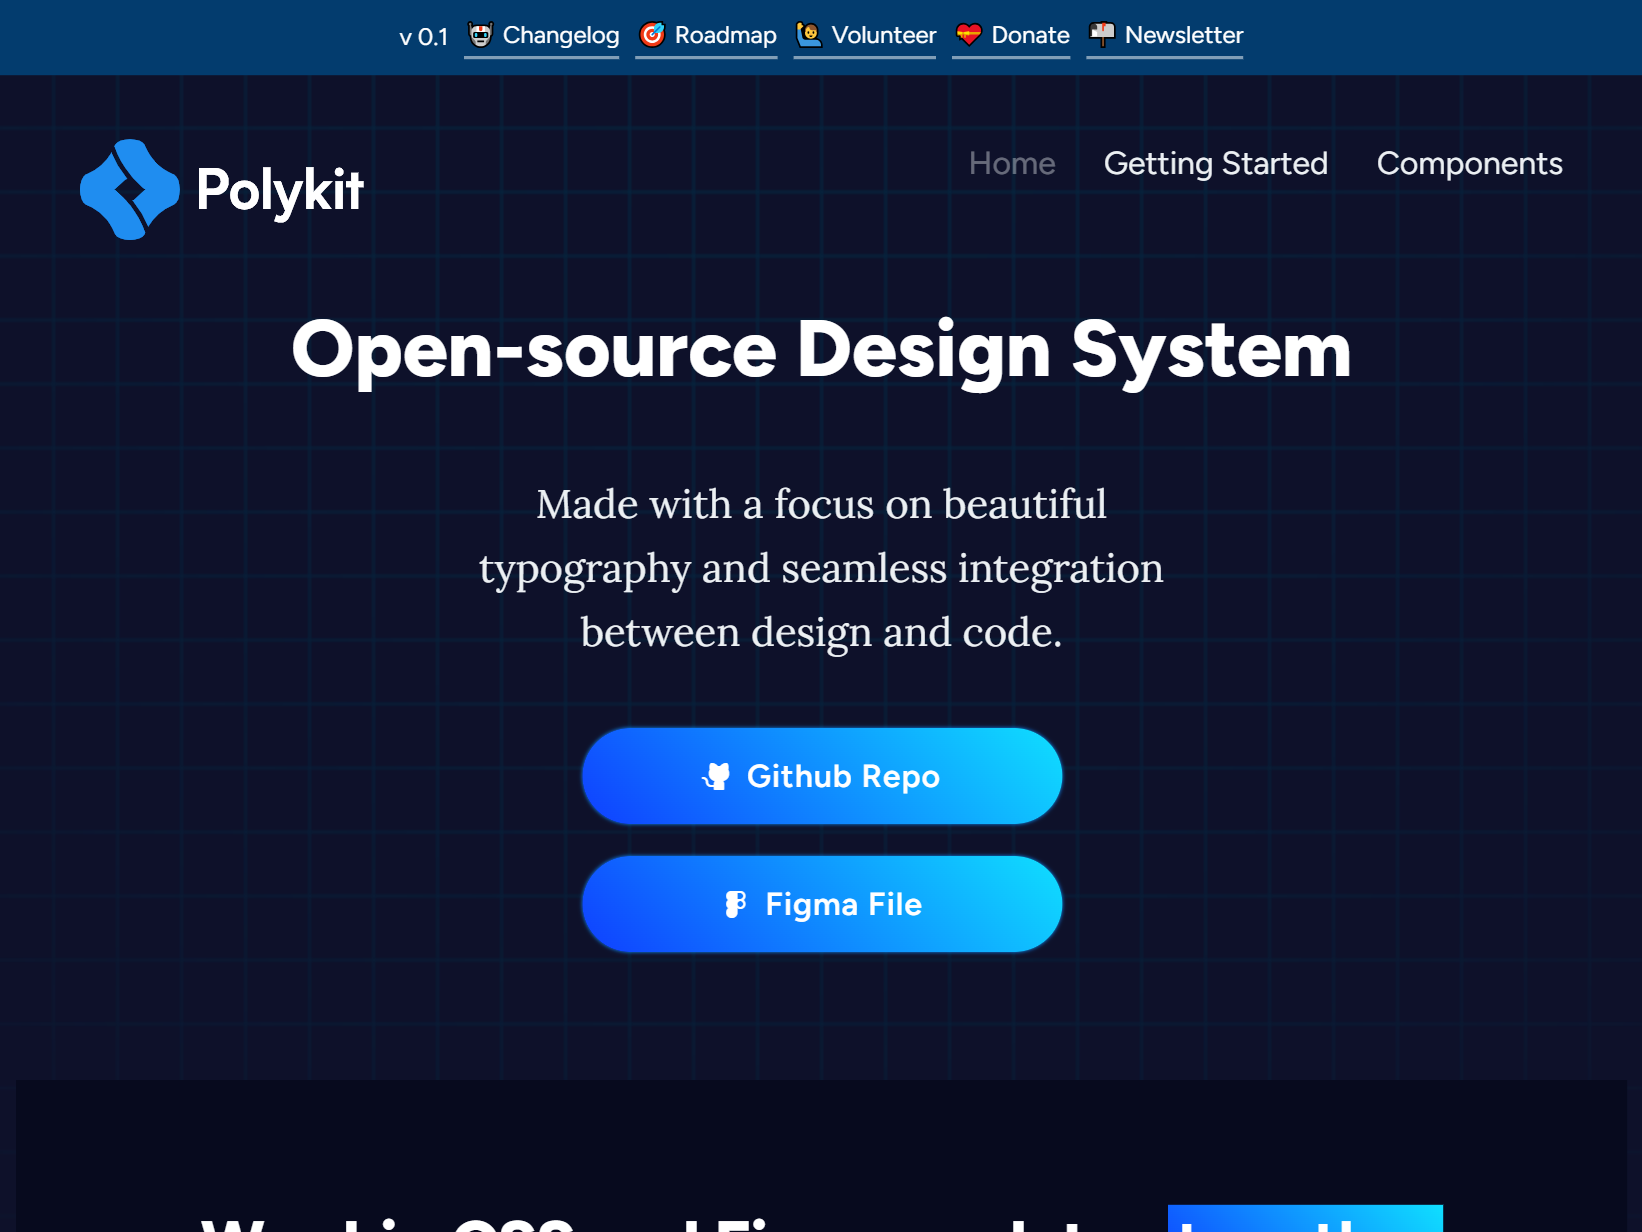 v 0.1 Changelog Roadmap Volunteer Donate Newsletter
Polykit
Home Getting Started Components
Open-source Design System
Made with a focus on beautiful
typography and seamless integration
between design and code.
Github Repo
Figma File